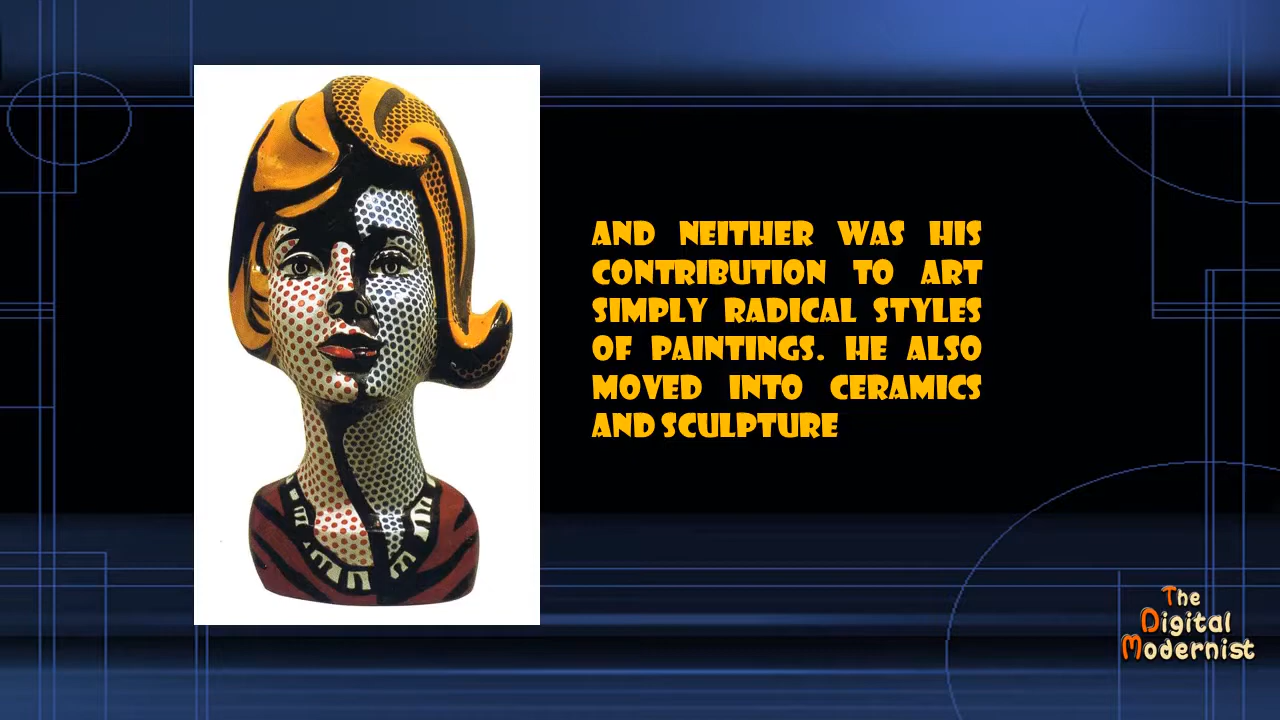 AND NEITHER WAS HIS
CONTRIBUTION TO ART
SIMPLY RADICAL STYLES
OF PAINTINGS. HE ALSO
MOVED INTO CERAMICS
AND SCULPTURE
The
Digital
Modernist